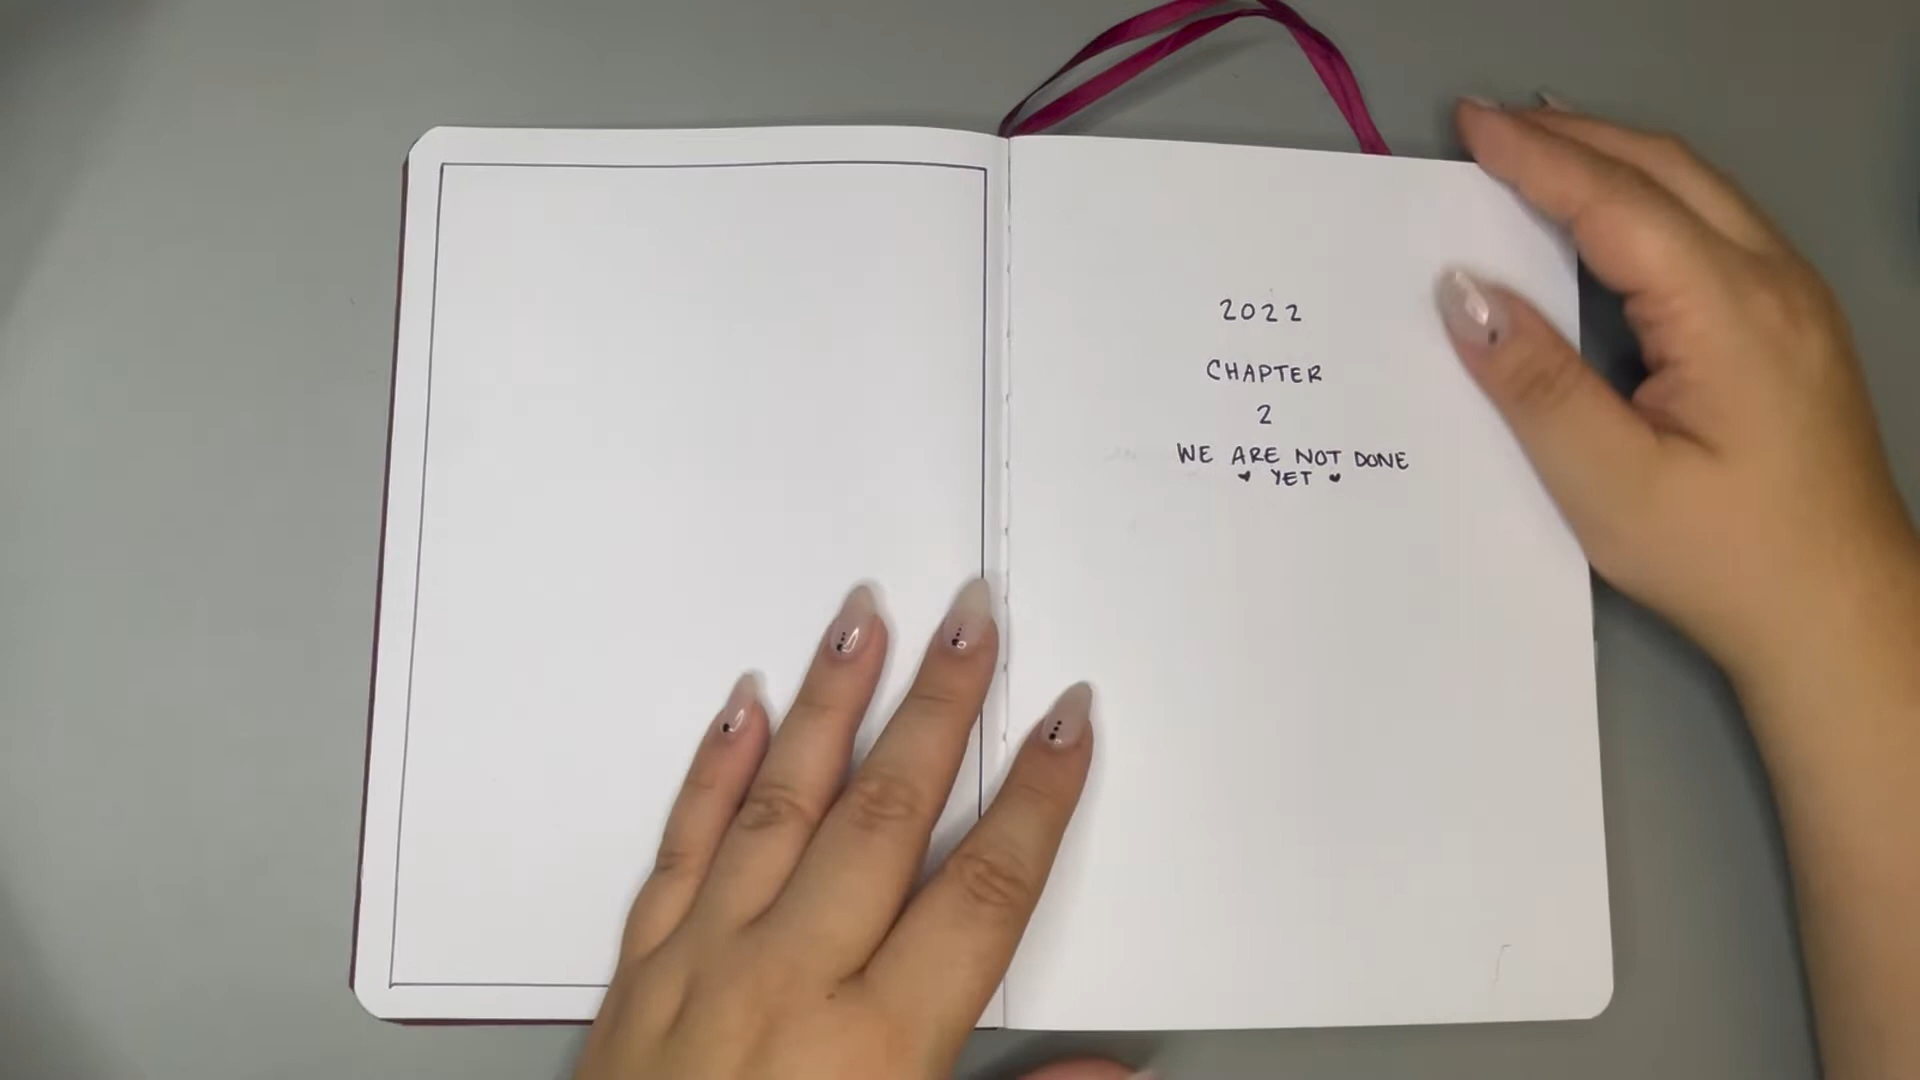 2022
CHAPTER
2
WE ARE NOT DONE
♥ YET ♥